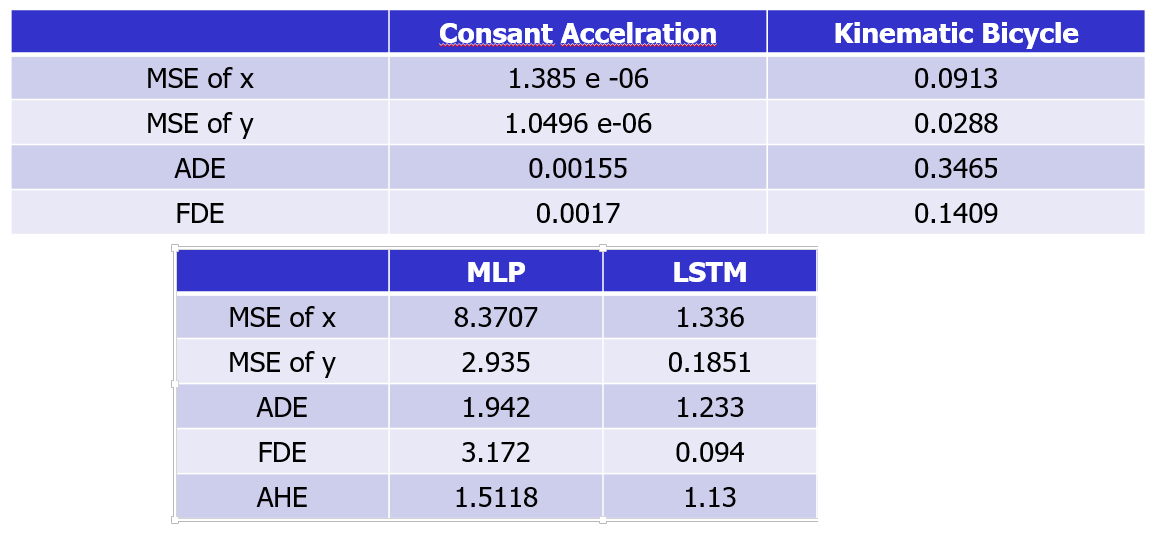 Consant Accelration Kinematic Bicycle
MSE of x 1.385 e -06 0.0913
MSE of y 1.0496 e-06 0.0288
ADE 0.00155 0.3465
FDE 0.0017 0.1409
MLP LSTM
MSE of x 8.3707 1.336
MSE of y 2.935 0.1851
ADE 1.942 1.233
FDE 3.172 0.094
AHE 1.5118 1.13